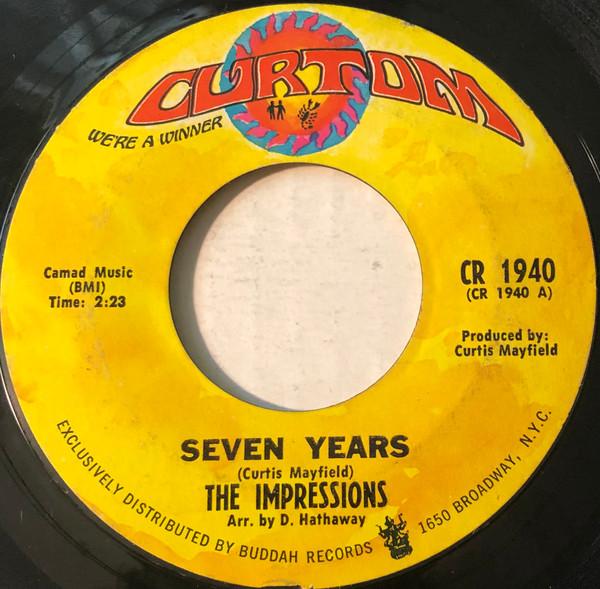 CURTOM
WE'RE A WINNER
Camad Music
(BMI)
Time: 2:23
CR 1940
(CR 1940 A)
Produced by:
Curtis Mayfield
SEVEN YEARS
(Curtis Mayfield)
THE IMPRESSIONS
Arr. by D. Hathaway
EXCLUSIVELY DISTRIBUTED BY BUDDAH RECORDS 1650 BROADWAY, N.Y.C.